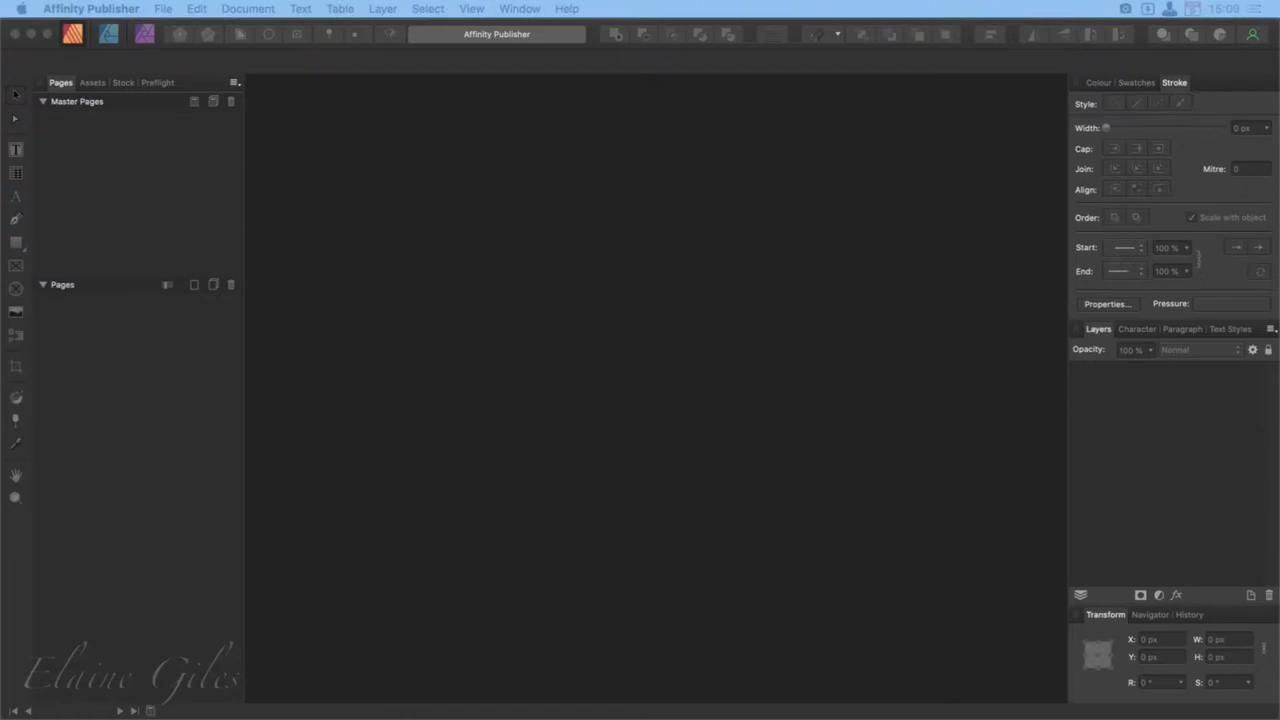 Affinity Publisher File Edit Document Text Table Layer Select View Window Help 15:09
Affinity Publisher
Pages Assets Stock Preflight
Master Pages
Pages
Colour Swatches Stroke
Style:
Width: 0 px
Cap:
Join: Mitre: 0
Align:
Order: Scale with object
Start: 100 %
End: 100 %
Properties... Pressure:
Layers Character Paragraph Text Styles
Opacity: 100 % Normal
fx
Transform Navigator History
X: 0 px W: 0 px
Y: 0 px H: 0 px
R: 0 ° S: 0 °
Elaine Giles